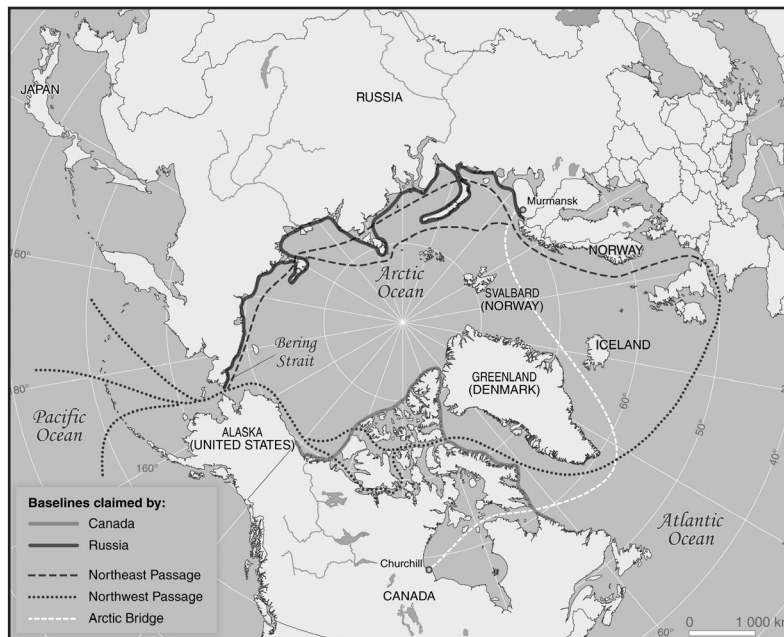 JAPAN
RUSSIA
Murmansk
160°
NORWAY
Arctic
Ocean
SVALBARD
(NORWAY)
Bering
Strait
ICELAND
GREENLAND
(DENMARK)
180°
Pacific
Ocean
ALASKA
(UNITED STATES)
60°
50°
40°
160°
Atlantic
Ocean
Baselines claimed by:
Canada
Russia
Northeast Passage
Northwest Passage
Arctic Bridge
Churchill
CANADA
60°
0 1 000 km